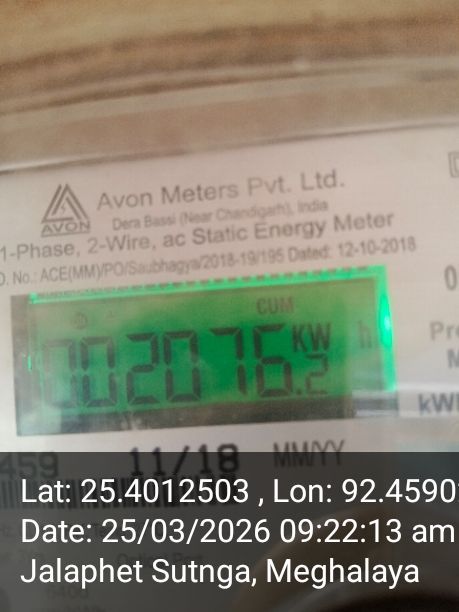 AVON
Avon Meters Pvt. Ltd.
Dera Bassi (Near Chandigarh), India
1-Phase, 2-Wire, ac Static Energy Meter
O. No.: ACE(MM)/PO/Saubhagya/2018-19/195 Dated: 12-10-2018
CUM
002076.2 KW h
459 11/18 MM/YY
Lat: 25.4012503 , Lon: 92.4590
Date: 25/03/2026 09:22:13 am
Jalaphet Sutnga, Meghalaya